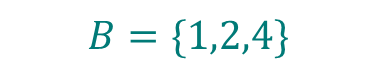 B = {1,2,4}